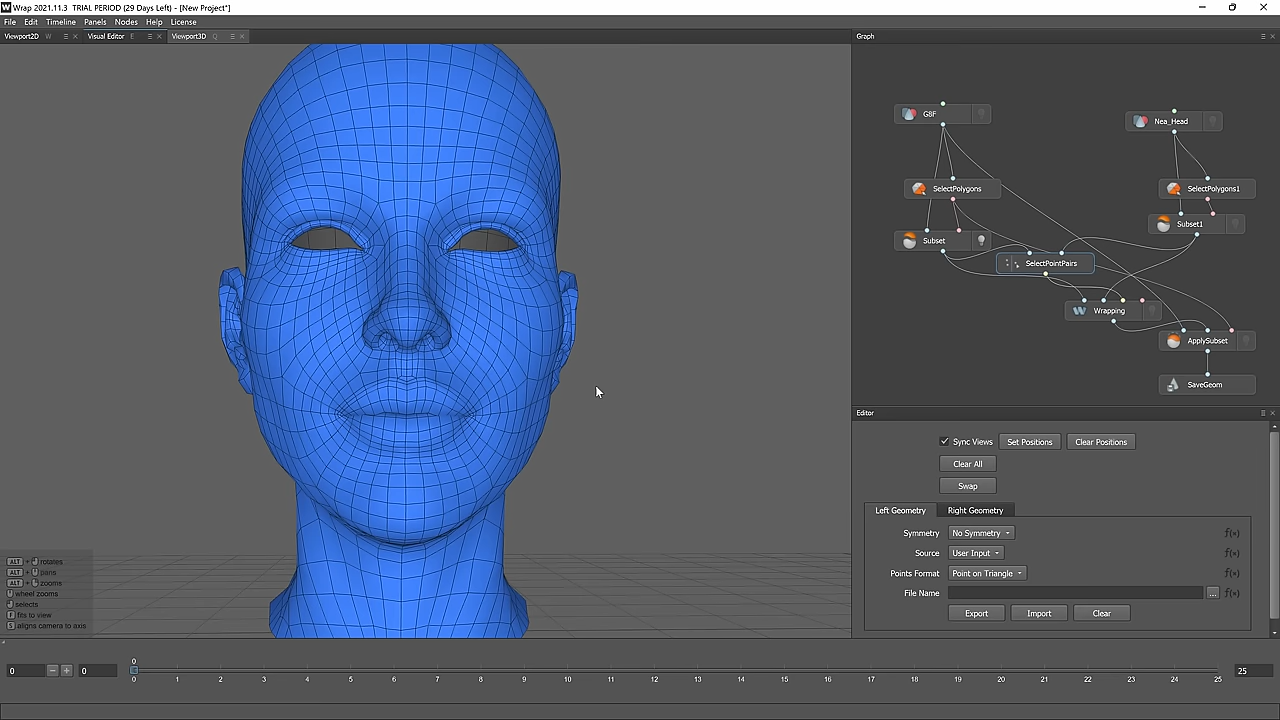 Wrap 2021.11.3 TRIAL PERIOD (29 Days Left) - [New Project*]
File Edit Timeline Panels Nodes Help License
Viewport2D W Visual Editor E Viewport3D Q
Graph
G8F
Nea_Head
SelectPolygons
SelectPolygons1
Subset1
Subset
SelectPointPairs
Wrapping
ApplySubset
SaveGeom
Editor
Sync Views Set Positions Clear Positions
Clear All
Swap
Left Geometry Right Geometry
Symmetry No Symmetry f(x)
Source User Input f(x)
Points Format Point on Triangle f(x)
File Name ... f(x)
Export Import Clear
ALT + rotates
ALT + pans
ALT + zooms
wheel zooms
selects
F fits to view
S aligns camera to axis
0 − + 0
0
0 1 2 3 4 5 6 7 8 9 10 11 12 13 14 15 16 17 18 19 20 21 22 23 24 25
25